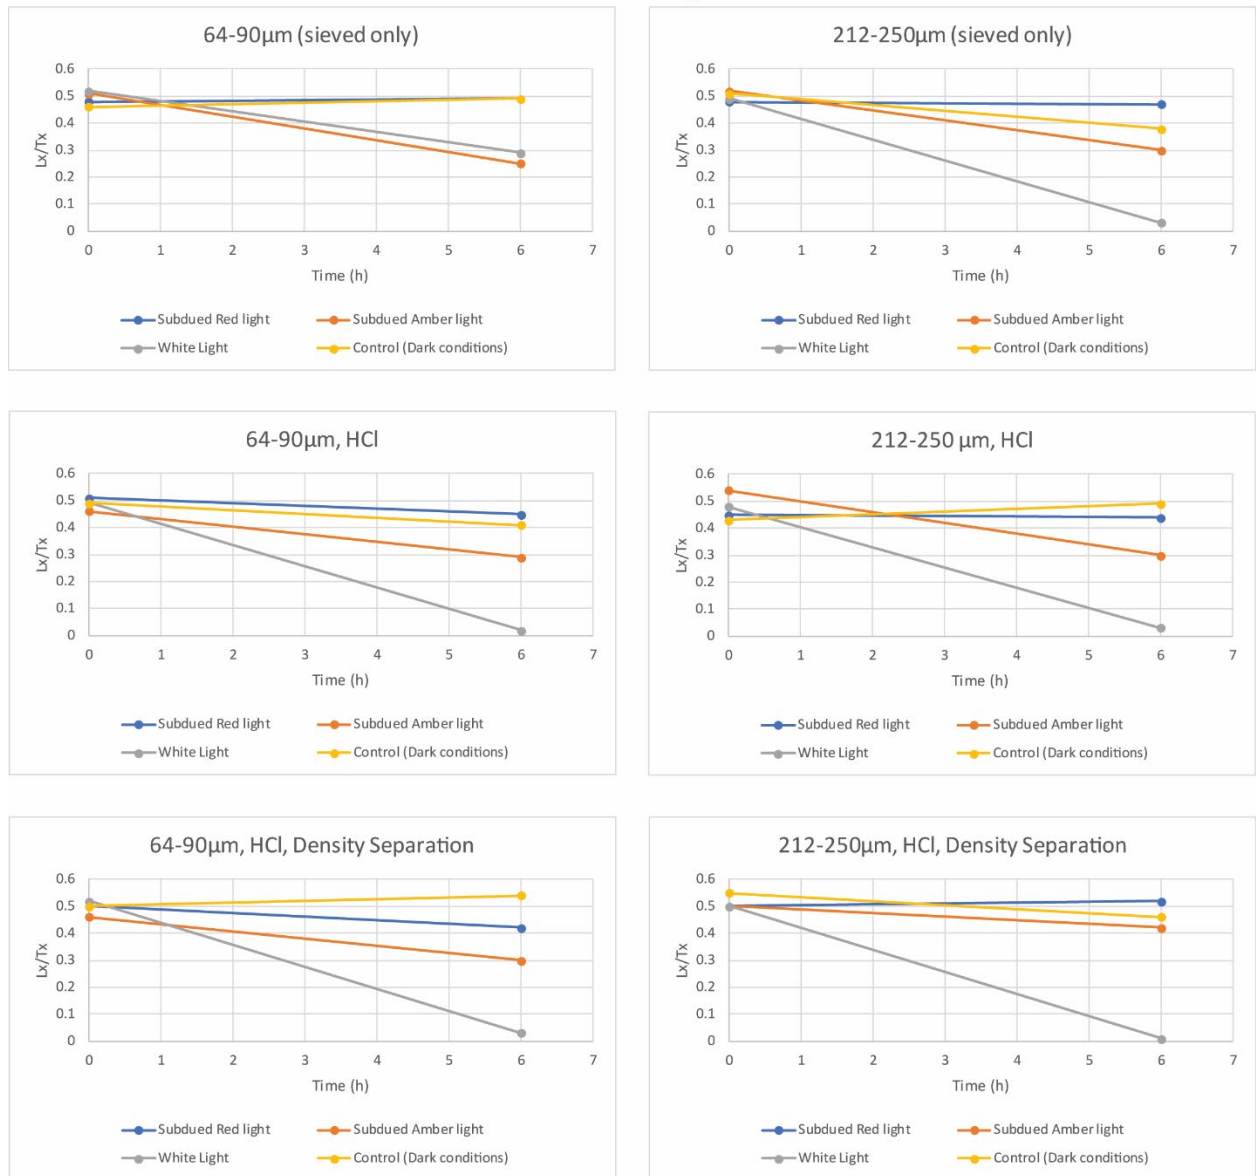 64-90µm (sieved only)
0.6
0.5
0.4
0.3
0.2
0.1
0
Lx/Tx
0 1 2 3 4 5 6 7
Time (h)
Subdued Red light Subdued Amber light
White Light Control (Dark conditions)
212-250µm (sieved only)
0.6
0.5
0.4
0.3
0.2
0.1
0
Lx/Tx
0 1 2 3 4 5 6 7
Time (h)
Subdued Red light Subdued Amber light
White Light Control (Dark conditions)
64-90µm, HCl
0.6
0.5
0.4
0.3
0.2
0.1
0
Lx/Tx
0 1 2 3 4 5 6 7
Time (h)
Subdued Red light Subdued Amber light
White Light Control (Dark conditions)
212-250 µm, HCl
0.6
0.5
0.4
0.3
0.2
0.1
0
Lx/Tx
0 1 2 3 4 5 6 7
Time (h)
Subdued Red light Subdued Amber light
White Light Control (Dark conditions)
64-90µm, HCl, Density Separation
0.6
0.5
0.4
0.3
0.2
0.1
0
Lx/Tx
0 1 2 3 4 5 6 7
Time (h)
Subdued Red light Subdued Amber light
White Light Control (Dark conditions)
212-250µm, HCl, Density Separation
0.6
0.5
0.4
0.3
0.2
0.1
0
Lx/Tx
0 1 2 3 4 5 6 7
Time (h)
Subdued Red light Subdued Amber light
White Light Control (Dark conditions)